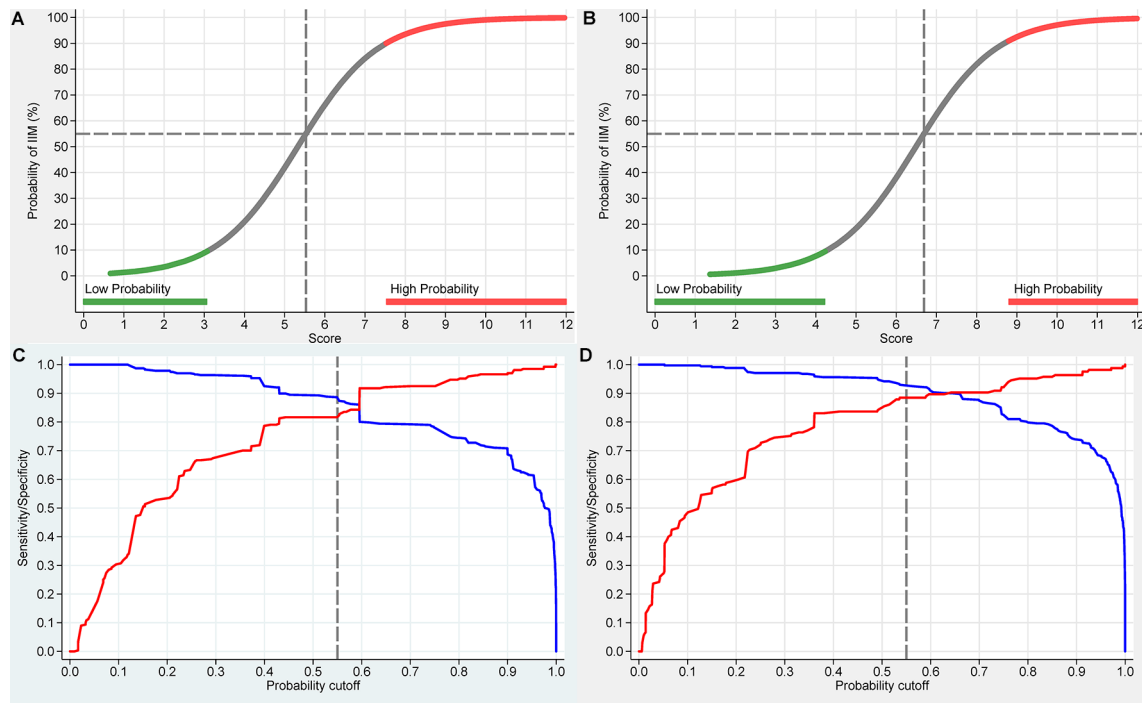 A
Probability of IIM (%)
100
90
80
70
60
50
40
30
20
10
0
Low Probability
High Probability
0 1 2 3 4 5 6 7 8 9 10 11 12
Score
B
Probability of IIM (%)
100
90
80
70
60
50
40
30
20
10
0
Low Probability
High Probability
0 1 2 3 4 5 6 7 8 9 10 11 12
Score
C
Sensitivity/Specificity
1.0
0.9
0.8
0.7
0.6
0.5
0.4
0.3
0.2
0.1
0.0
0.0 0.1 0.2 0.3 0.4 0.5 0.6 0.7 0.8 0.9 1.0
Probability cutoff
D
Sensitivity/Specificity
1.0
0.9
0.8
0.7
0.6
0.5
0.4
0.3
0.2
0.1
0.0
0.0 0.1 0.2 0.3 0.4 0.5 0.6 0.7 0.8 0.9 1.0
Probability cutoff